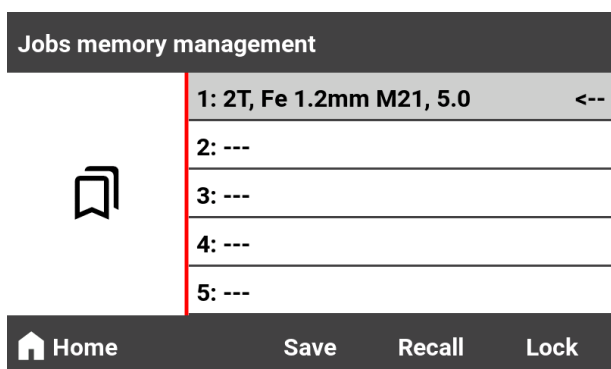 Jobs memory management
1: 2T, Fe 1.2mm M21, 5.0 <--
2: ---
3: ---
4: ---
5: ---
Home Save Recall Lock